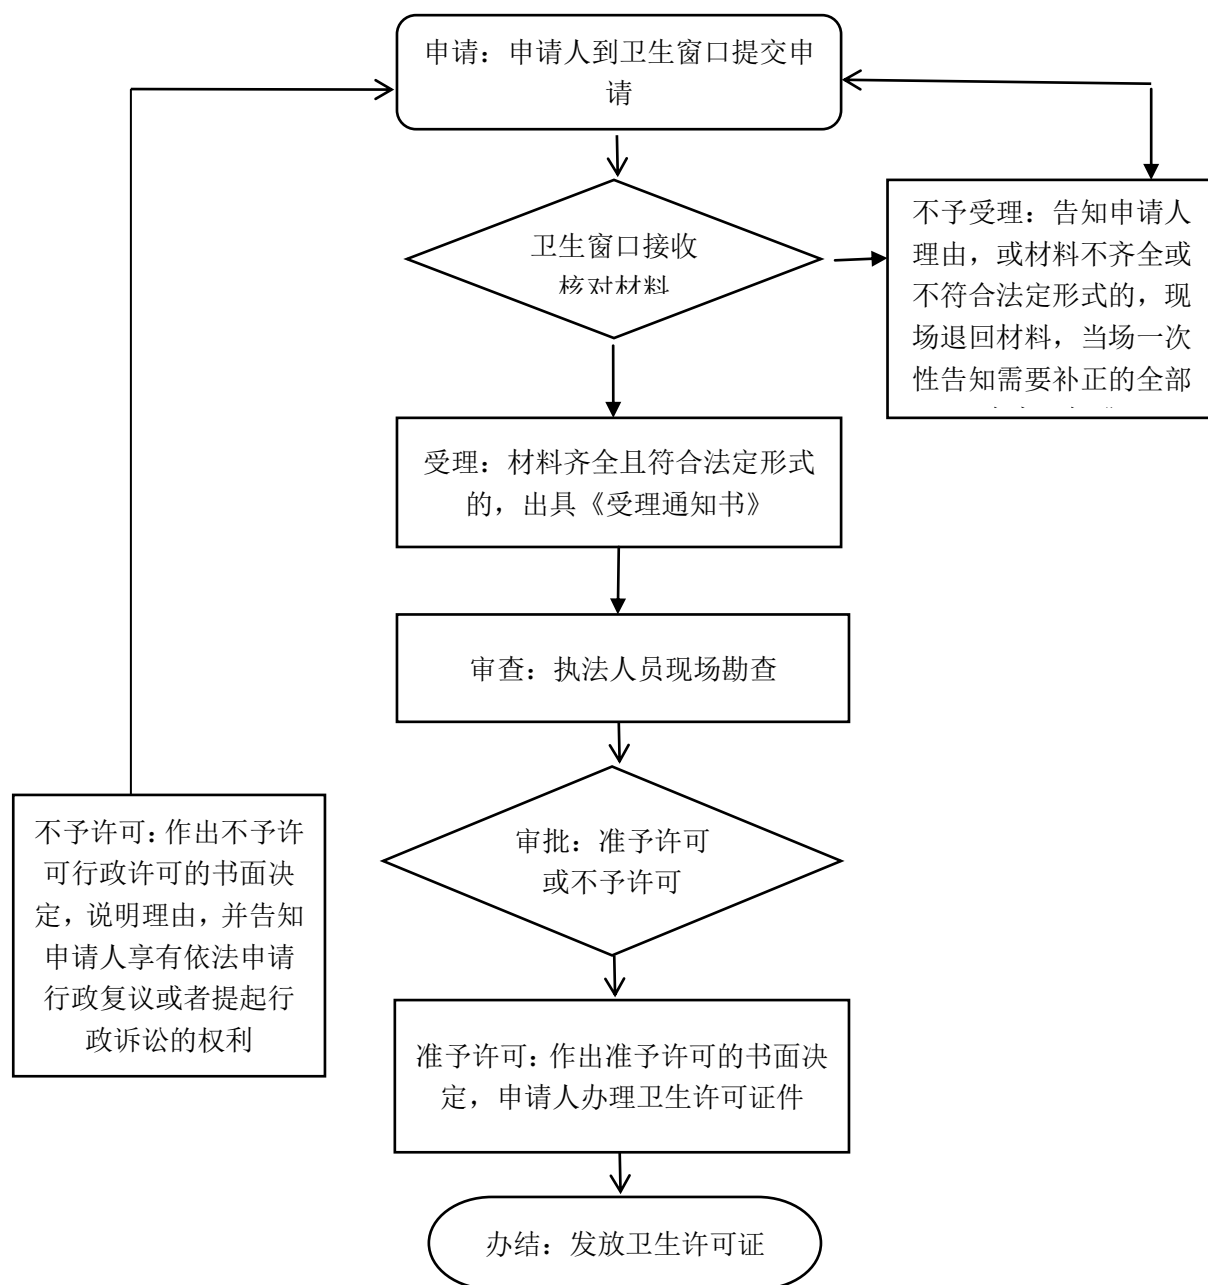 申请：申请人到卫生窗口提交申
请
卫生窗口接收
核对材料
不予受理：告知申请人
理由，或材料不齐全或
不符合法定形式的，现
场退回材料，当场一次
性告知需要补正的全部
受理：材料齐全且符合法定形式
的，出具《受理通知书》
审查：执法人员现场勘查
审批：准予许可
或不予许可
不予许可：作出不予许
可行政许可的书面决
定，说明理由，并告知
申请人享有依法申请
行政复议或者提起行
政诉讼的权利
准予许可：作出准予许可的书面决
定，申请人办理卫生许可证件
办结：发放卫生许可证